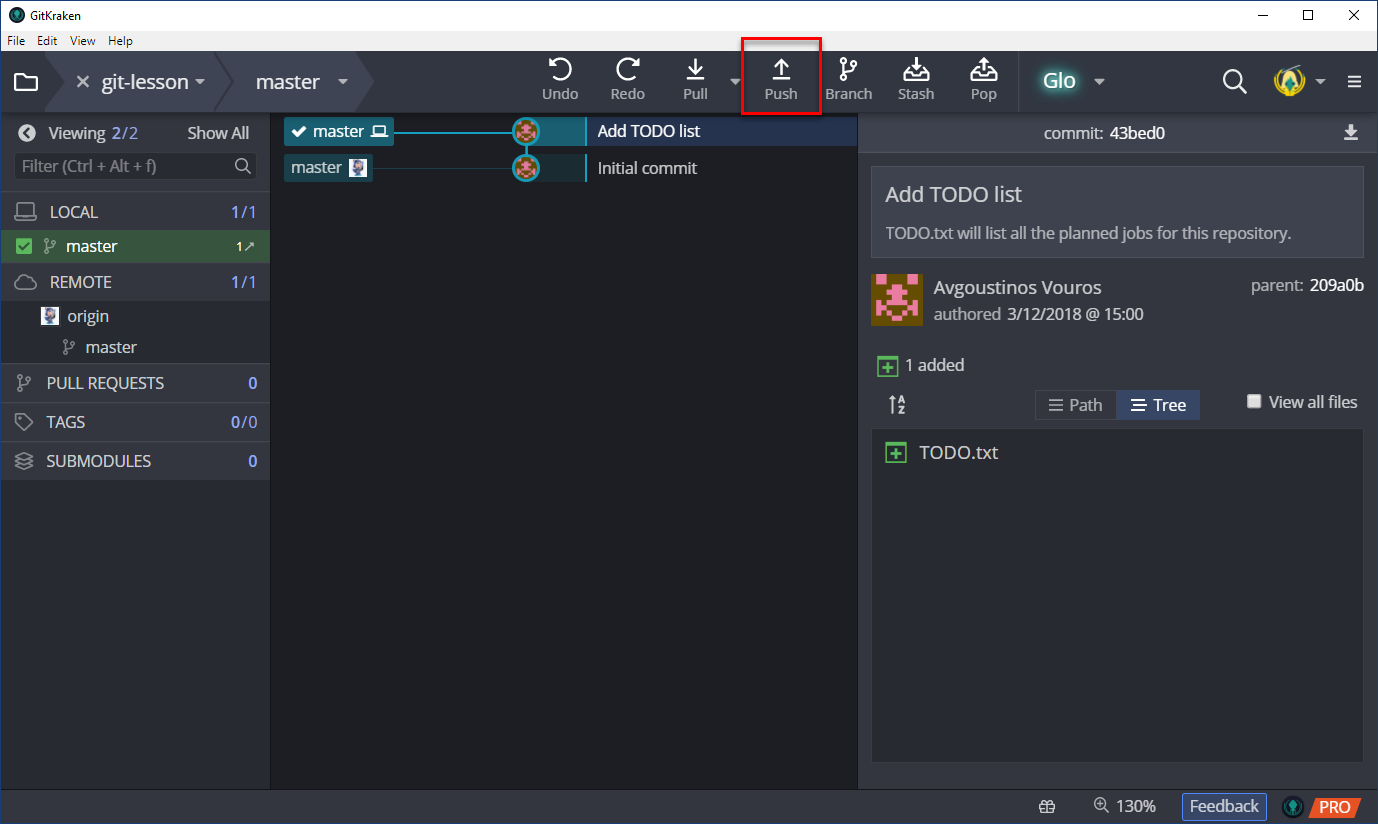 GitKraken
File Edit View Help
git-lesson master Undo Redo Pull Push Branch Stash Pop Glo
Viewing 2/2 Show All
Filter (Ctrl + Alt + f)
LOCAL 1/1
master 1
REMOTE 1/1
origin
master
PULL REQUESTS 0
TAGS 0/0
SUBMODULES 0
master Add TODO list
master Initial commit
commit: 43bed0
Add TODO list
TODO.txt will list all the planned jobs for this repository.
Avgoustinos Vouros parent: 209a0b
authored 3/12/2018 @ 15:00
1 added
A
Z
Path Tree View all files
TODO.txt
130% Feedback PRO